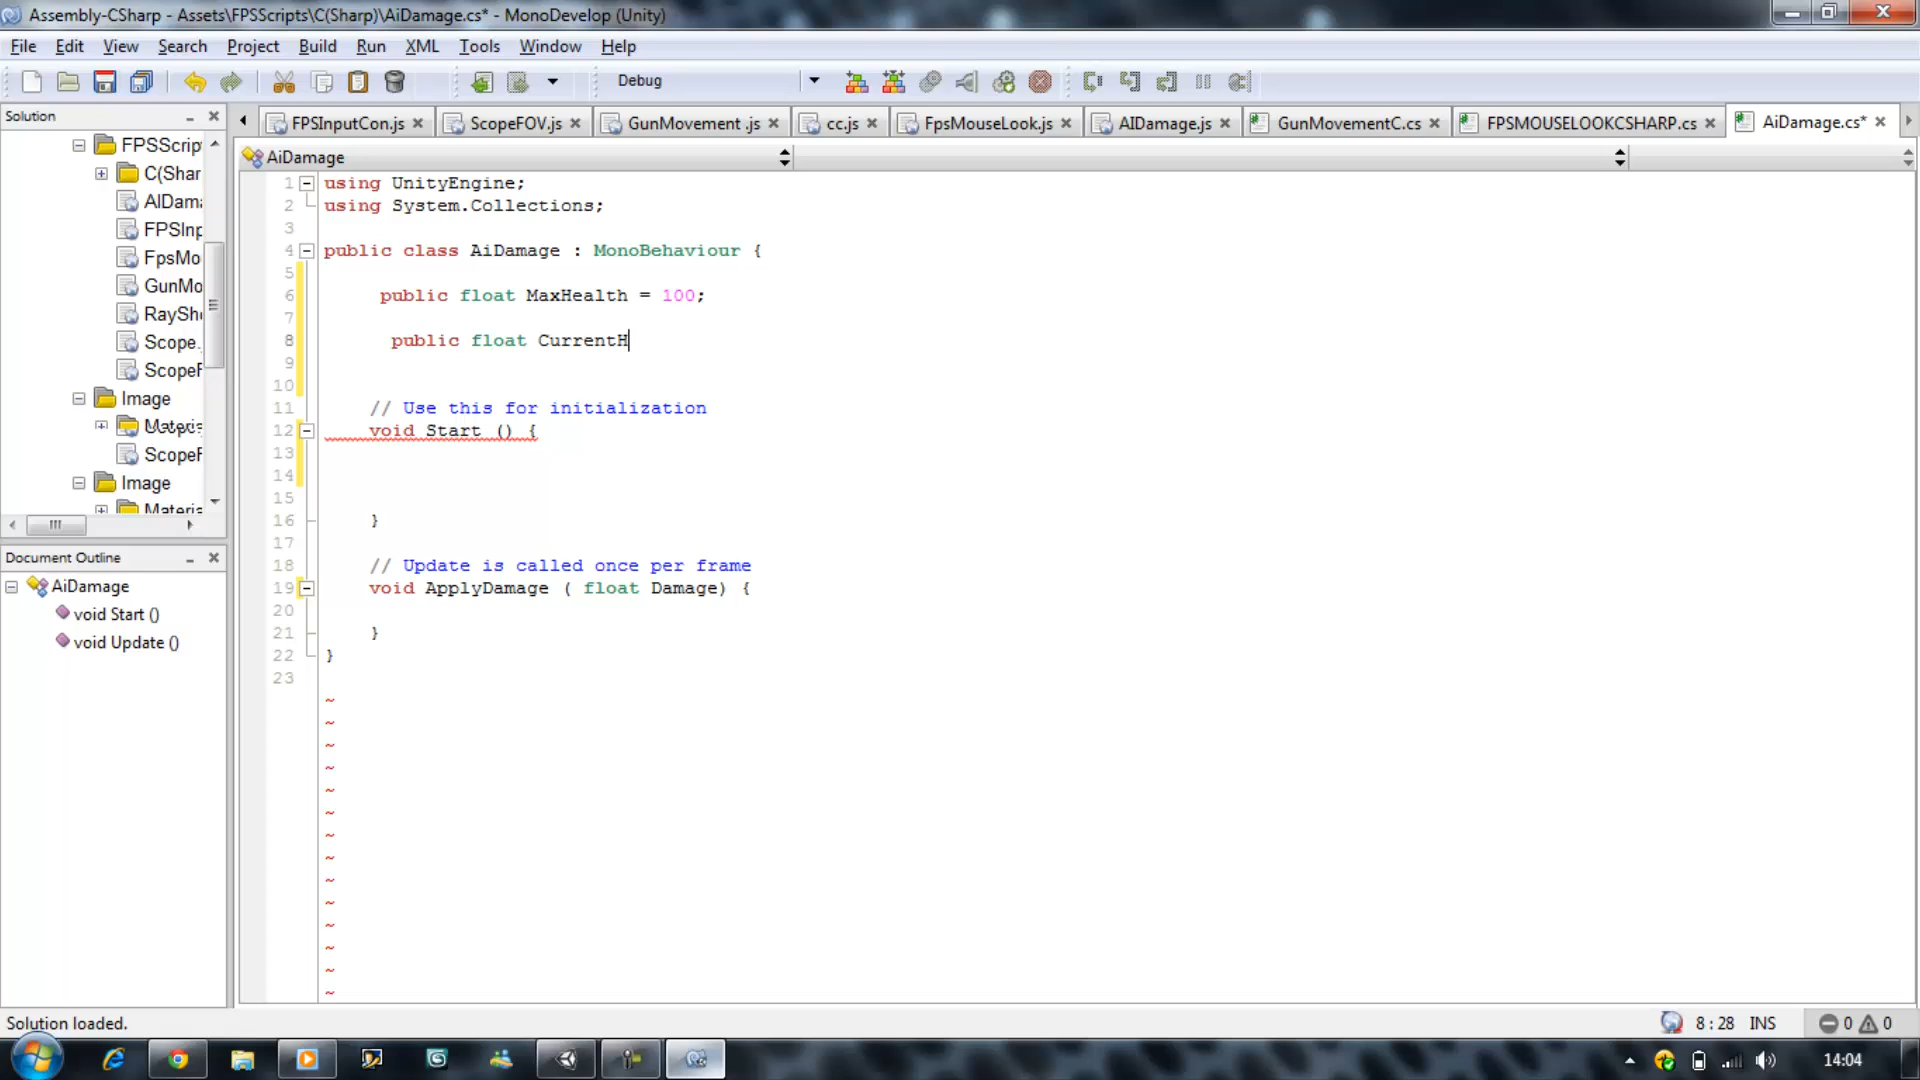 Assembly-CSharp - Assets\FPSScripts\C(Sharp)\AiDamage.cs* - MonoDevelop (Unity)
File Edit View Search Project Build Run XML Tools Window Help
Debug
Solution
FPSInputCon.js ScopeFOV.js GunMovement .js cc.js FpsMouseLook.js AIDamage.js GunMovementC.cs FPSMOUSELOOKCSHARP.cs AiDamage.cs*
FPSScrip
C(Shar
AIDam
FPSInp
FpsMo
GunMo
RaySh
Scope.
ScopeF
Image
Materia
ScopeF
Image
Materia
Document Outline
AiDamage
void Start ()
void Update ()
AiDamage
1 using UnityEngine;
2 using System.Collections;
3
4 public class AiDamage : MonoBehaviour {
5
6 public float MaxHealth = 100;
7
8 public float CurrentH
9
10
11 // Use this for initialization
12 void Start () {
13
14
15
16 }
17
18 // Update is called once per frame
19 void ApplyDamage ( float Damage) {
20
21 }
22 }
23
~
~
~
~
~
~
~
~
~
~
~
~
~
~
Solution loaded.
8 : 28 INS 0 0
14:04